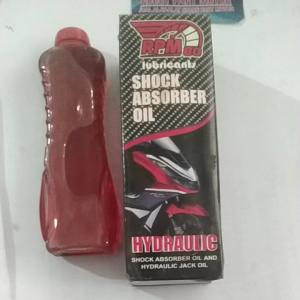 RPM
lubricants
SHOCK
ABSORBER
OIL
HYDRAULIC
SHOCK ABSORBER OIL AND
HYDRAULIC JACK OIL